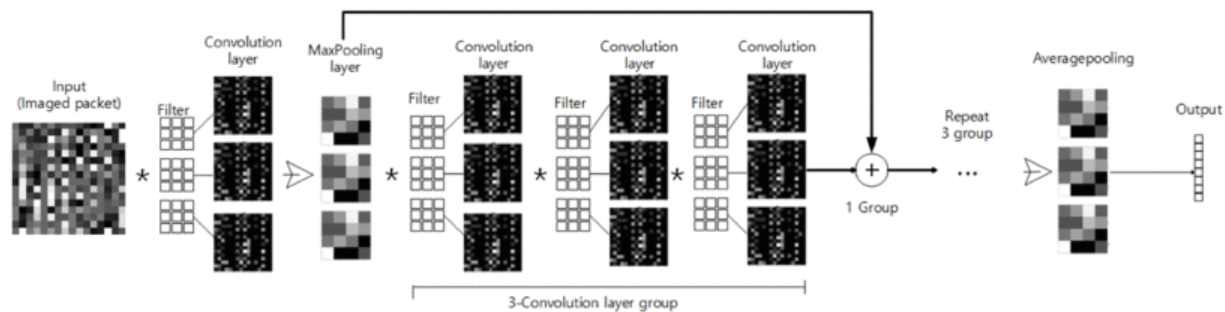 Input
(Imaged packet)
*
Filter
Convolution
layer
MaxPooling
layer
*
Filter
Convolution
layer
*
Filter
Convolution
layer
*
Filter
Convolution
layer
3-Convolution layer group
+
1 Group
Repeat
3 group
...
Averagepooling
Output